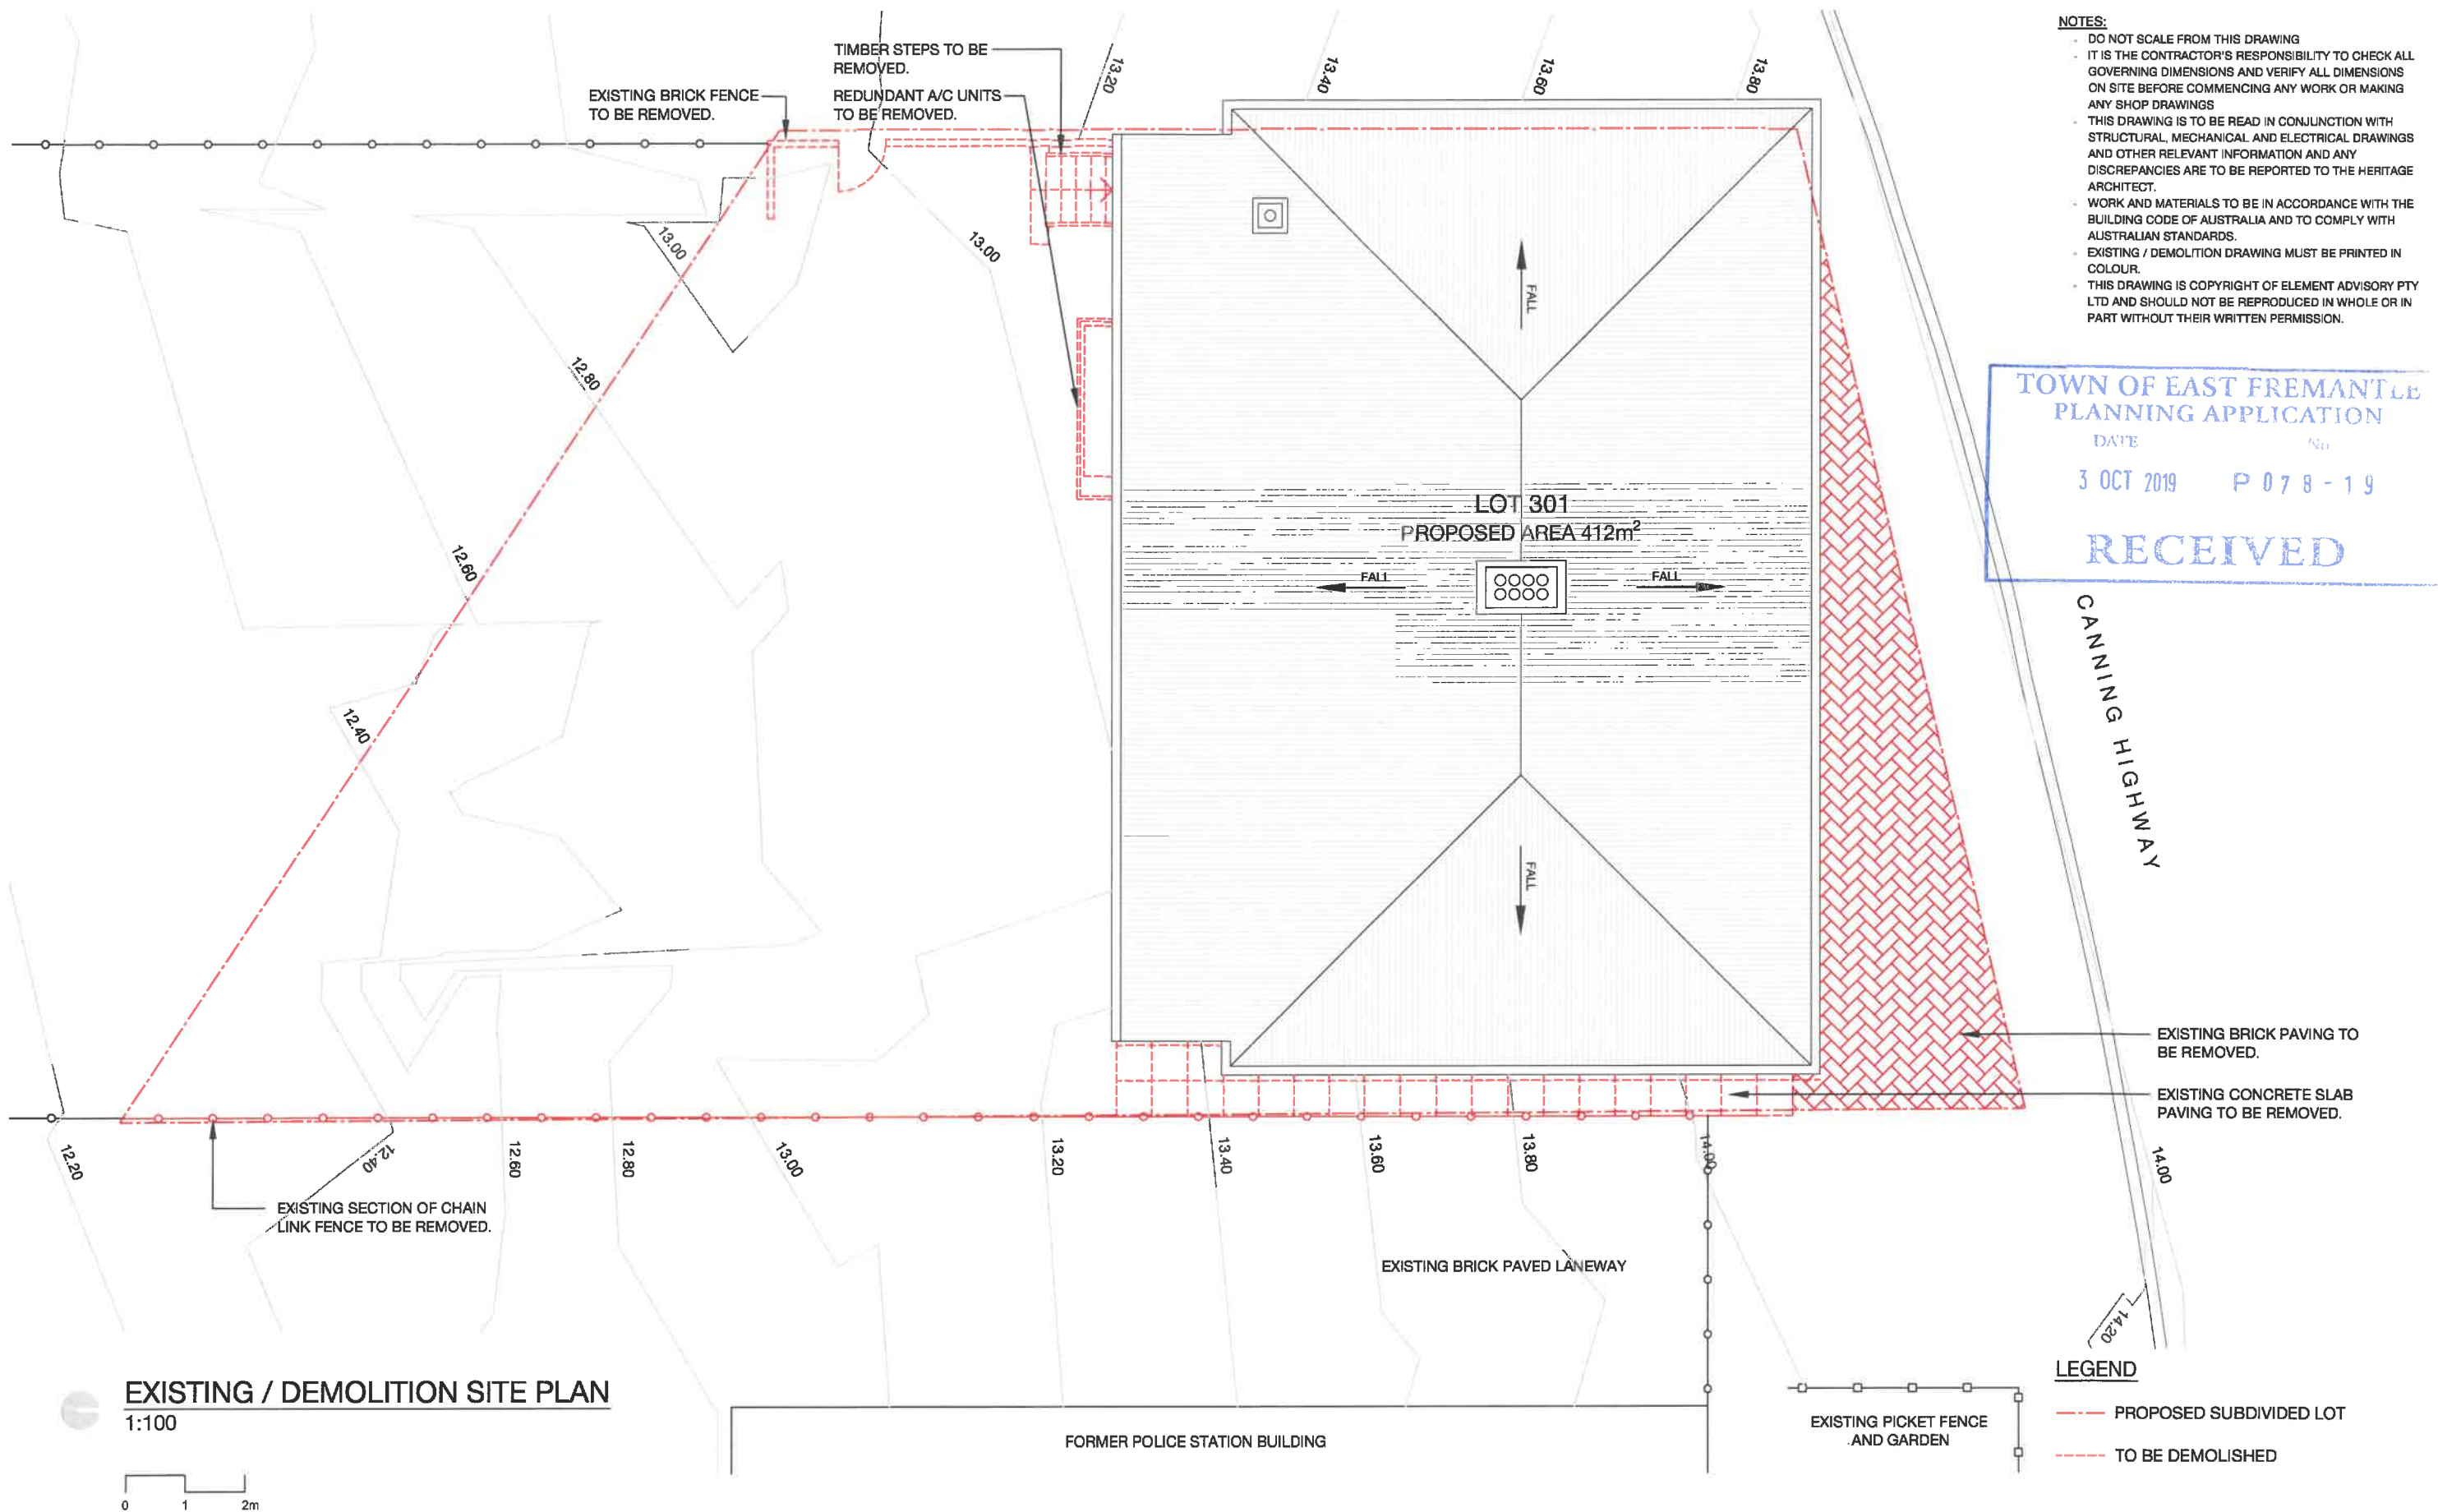 NOTES:
- DO NOT SCALE FROM THIS DRAWING
- IT IS THE CONTRACTOR'S RESPONSIBILITY TO CHECK ALL
GOVERNING DIMENSIONS AND VERIFY ALL DIMENSIONS
ON SITE BEFORE COMMENCING ANY WORK OR MAKING
ANY SHOP DRAWINGS
- THIS DRAWING IS TO BE READ IN CONJUNCTION WITH
STRUCTURAL, MECHANICAL AND ELECTRICAL DRAWINGS
AND OTHER RELEVANT INFORMATION AND ANY
DISCREPANCIES ARE TO BE REPORTED TO THE HERITAGE
ARCHITECT.
- WORK AND MATERIALS TO BE IN ACCORDANCE WITH THE
BUILDING CODE OF AUSTRALIA AND TO COMPLY WITH
AUSTRALIAN STANDARDS.
- EXISTING / DEMOLITION DRAWING MUST BE PRINTED IN
COLOUR.
- THIS DRAWING IS COPYRIGHT OF ELEMENT ADVISORY PTY
LTD AND SHOULD NOT BE REPRODUCED IN WHOLE OR IN
PART WITHOUT THEIR WRITTEN PERMISSION.
TIMBER STEPS TO BE
REMOVED.
EXISTING BRICK FENCE
TO BE REMOVED.
REDUNDANT A/C UNITS
TO BE REMOVED.
13.20
13.40
13.60
13.80
13.00
13.00
12.80
12.60
12.40
FALL
LOT 301
PROPOSED AREA 412m²
FALL
FALL
FALL
TOWN OF EAST FREMANTLE
PLANNING APPLICATION
DATE No
3 OCT 2019 P 078-19
RECEIVED
CANNING HIGHWAY
EXISTING BRICK PAVING TO
BE REMOVED.
EXISTING CONCRETE SLAB
PAVING TO BE REMOVED.
12.20
12.40
12.60
12.80
13.00
13.20
13.40
13.60
13.80
14.00
14.00
14.20
EXISTING SECTION OF CHAIN
LINK FENCE TO BE REMOVED.
EXISTING BRICK PAVED LANEWAY
EXISTING / DEMOLITION SITE PLAN
1:100
0 1 2m
FORMER POLICE STATION BUILDING
EXISTING PICKET FENCE
AND GARDEN
LEGEND
PROPOSED SUBDIVIDED LOT
TO BE DEMOLISHED